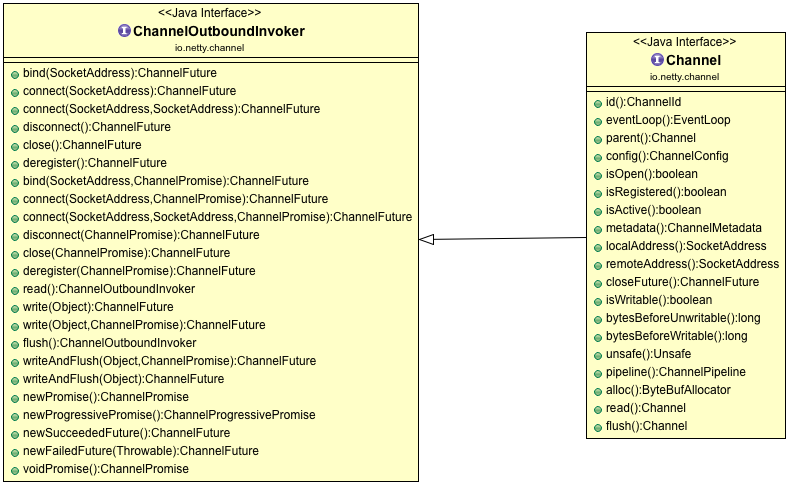 <<Java Interface>>
ChannelOutboundInvoker
io.netty.channel
bind(SocketAddress):ChannelFuture
connect(SocketAddress):ChannelFuture
connect(SocketAddress,SocketAddress):ChannelFuture
disconnect():ChannelFuture
close():ChannelFuture
deregister():ChannelFuture
bind(SocketAddress,ChannelPromise):ChannelFuture
connect(SocketAddress,ChannelPromise):ChannelFuture
connect(SocketAddress,SocketAddress,ChannelPromise):ChannelFuture
disconnect(ChannelPromise):ChannelFuture
close(ChannelPromise):ChannelFuture
deregister(ChannelPromise):ChannelFuture
read():ChannelOutboundInvoker
write(Object):ChannelFuture
write(Object,ChannelPromise):ChannelFuture
flush():ChannelOutboundInvoker
writeAndFlush(Object,ChannelPromise):ChannelFuture
writeAndFlush(Object):ChannelFuture
newPromise():ChannelPromise
newProgressivePromise():ChannelProgressivePromise
newSucceededFuture():ChannelFuture
newFailedFuture(Throwable):ChannelFuture
voidPromise():ChannelPromise
<<Java Interface>>
Channel
io.netty.channel
id():ChannelId
eventLoop():EventLoop
parent():Channel
config():ChannelConfig
isOpen():boolean
isRegistered():boolean
isActive():boolean
metadata():ChannelMetadata
localAddress():SocketAddress
remoteAddress():SocketAddress
closeFuture():ChannelFuture
isWritable():boolean
bytesBeforeUnwritable():long
bytesBeforeWritable():long
unsafe():Unsafe
pipeline():ChannelPipeline
alloc():ByteBufAllocator
read():Channel
flush():Channel